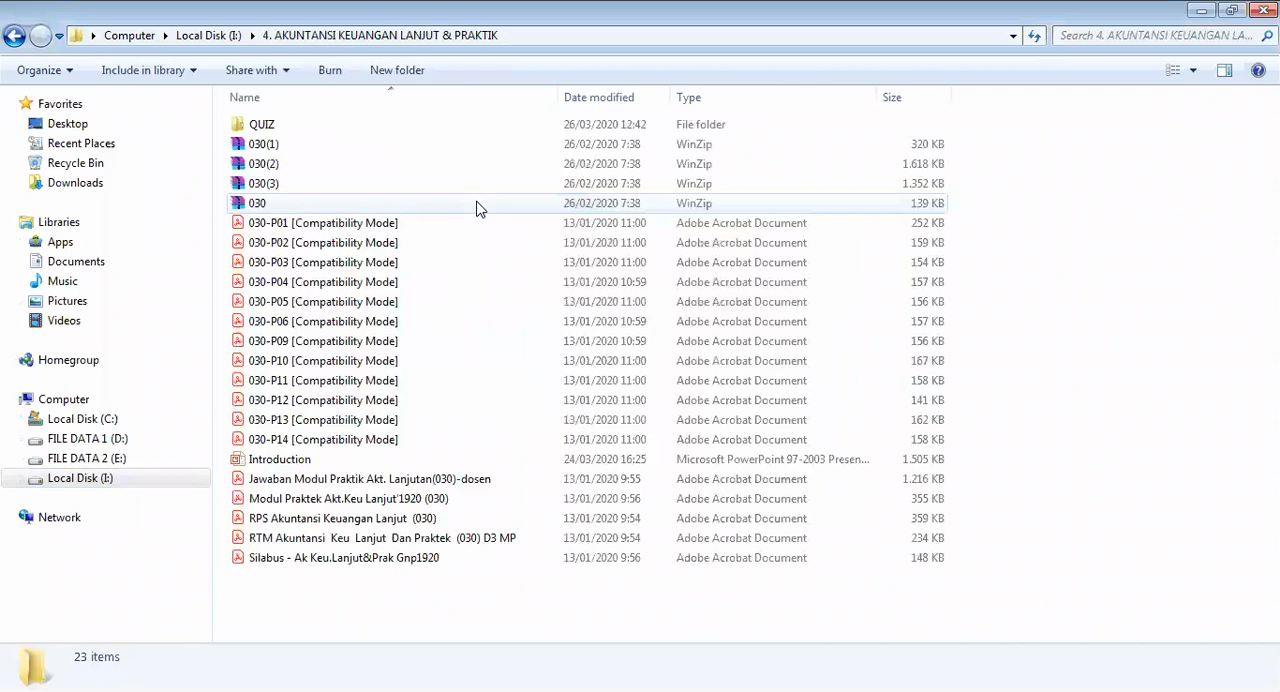 Computer Local Disk (I:) 4. AKUNTANSI KEUANGAN LANJUT & PRAKTIK Search 4. AKUNTANSI KEUANGAN LA...
Organize Include in library Share with Burn New folder
Favorites
Desktop
Recent Places
Recycle Bin
Downloads
Libraries
Apps
Documents
Music
Pictures
Videos
Homegroup
Computer
Local Disk (C:)
FILE DATA 1 (D:)
FILE DATA 2 (E:)
Local Disk (I:)
Network
Name Date modified Type Size
QUIZ 26/03/2020 12:42 File folder
030(1) 26/02/2020 7:38 WinZip 320 KB
030(2) 26/02/2020 7:38 WinZip 1.618 KB
030(3) 26/02/2020 7:38 WinZip 1.352 KB
030 26/02/2020 7:38 WinZip 139 KB
030-P01 [Compatibility Mode] 13/01/2020 11:00 Adobe Acrobat Document 252 KB
030-P02 [Compatibility Mode] 13/01/2020 11:00 Adobe Acrobat Document 159 KB
030-P03 [Compatibility Mode] 13/01/2020 11:00 Adobe Acrobat Document 154 KB
030-P04 [Compatibility Mode] 13/01/2020 10:59 Adobe Acrobat Document 157 KB
030-P05 [Compatibility Mode] 13/01/2020 11:00 Adobe Acrobat Document 156 KB
030-P06 [Compatibility Mode] 13/01/2020 10:59 Adobe Acrobat Document 157 KB
030-P09 [Compatibility Mode] 13/01/2020 10:59 Adobe Acrobat Document 156 KB
030-P10 [Compatibility Mode] 13/01/2020 11:00 Adobe Acrobat Document 167 KB
030-P11 [Compatibility Mode] 13/01/2020 11:00 Adobe Acrobat Document 158 KB
030-P12 [Compatibility Mode] 13/01/2020 11:00 Adobe Acrobat Document 141 KB
030-P13 [Compatibility Mode] 13/01/2020 11:00 Adobe Acrobat Document 162 KB
030-P14 [Compatibility Mode] 13/01/2020 11:00 Adobe Acrobat Document 158 KB
Introduction 24/03/2020 16:25 Microsoft PowerPoint 97-2003 Presen... 1.505 KB
Jawaban Modul Praktik Akt. Lanjutan(030)-dosen 13/01/2020 9:55 Adobe Acrobat Document 1.216 KB
Modul Praktek Akt.Keu Lanjut'1920 (030) 13/01/2020 9:56 Adobe Acrobat Document 355 KB
RPS Akuntansi Keuangan Lanjut (030) 13/01/2020 9:54 Adobe Acrobat Document 359 KB
RTM Akuntansi Keu Lanjut Dan Praktek (030) D3 MP 13/01/2020 9:54 Adobe Acrobat Document 234 KB
Silabus - Ak Keu.Lanjut&Prak Gnp1920 13/01/2020 9:56 Adobe Acrobat Document 148 KB
23 items